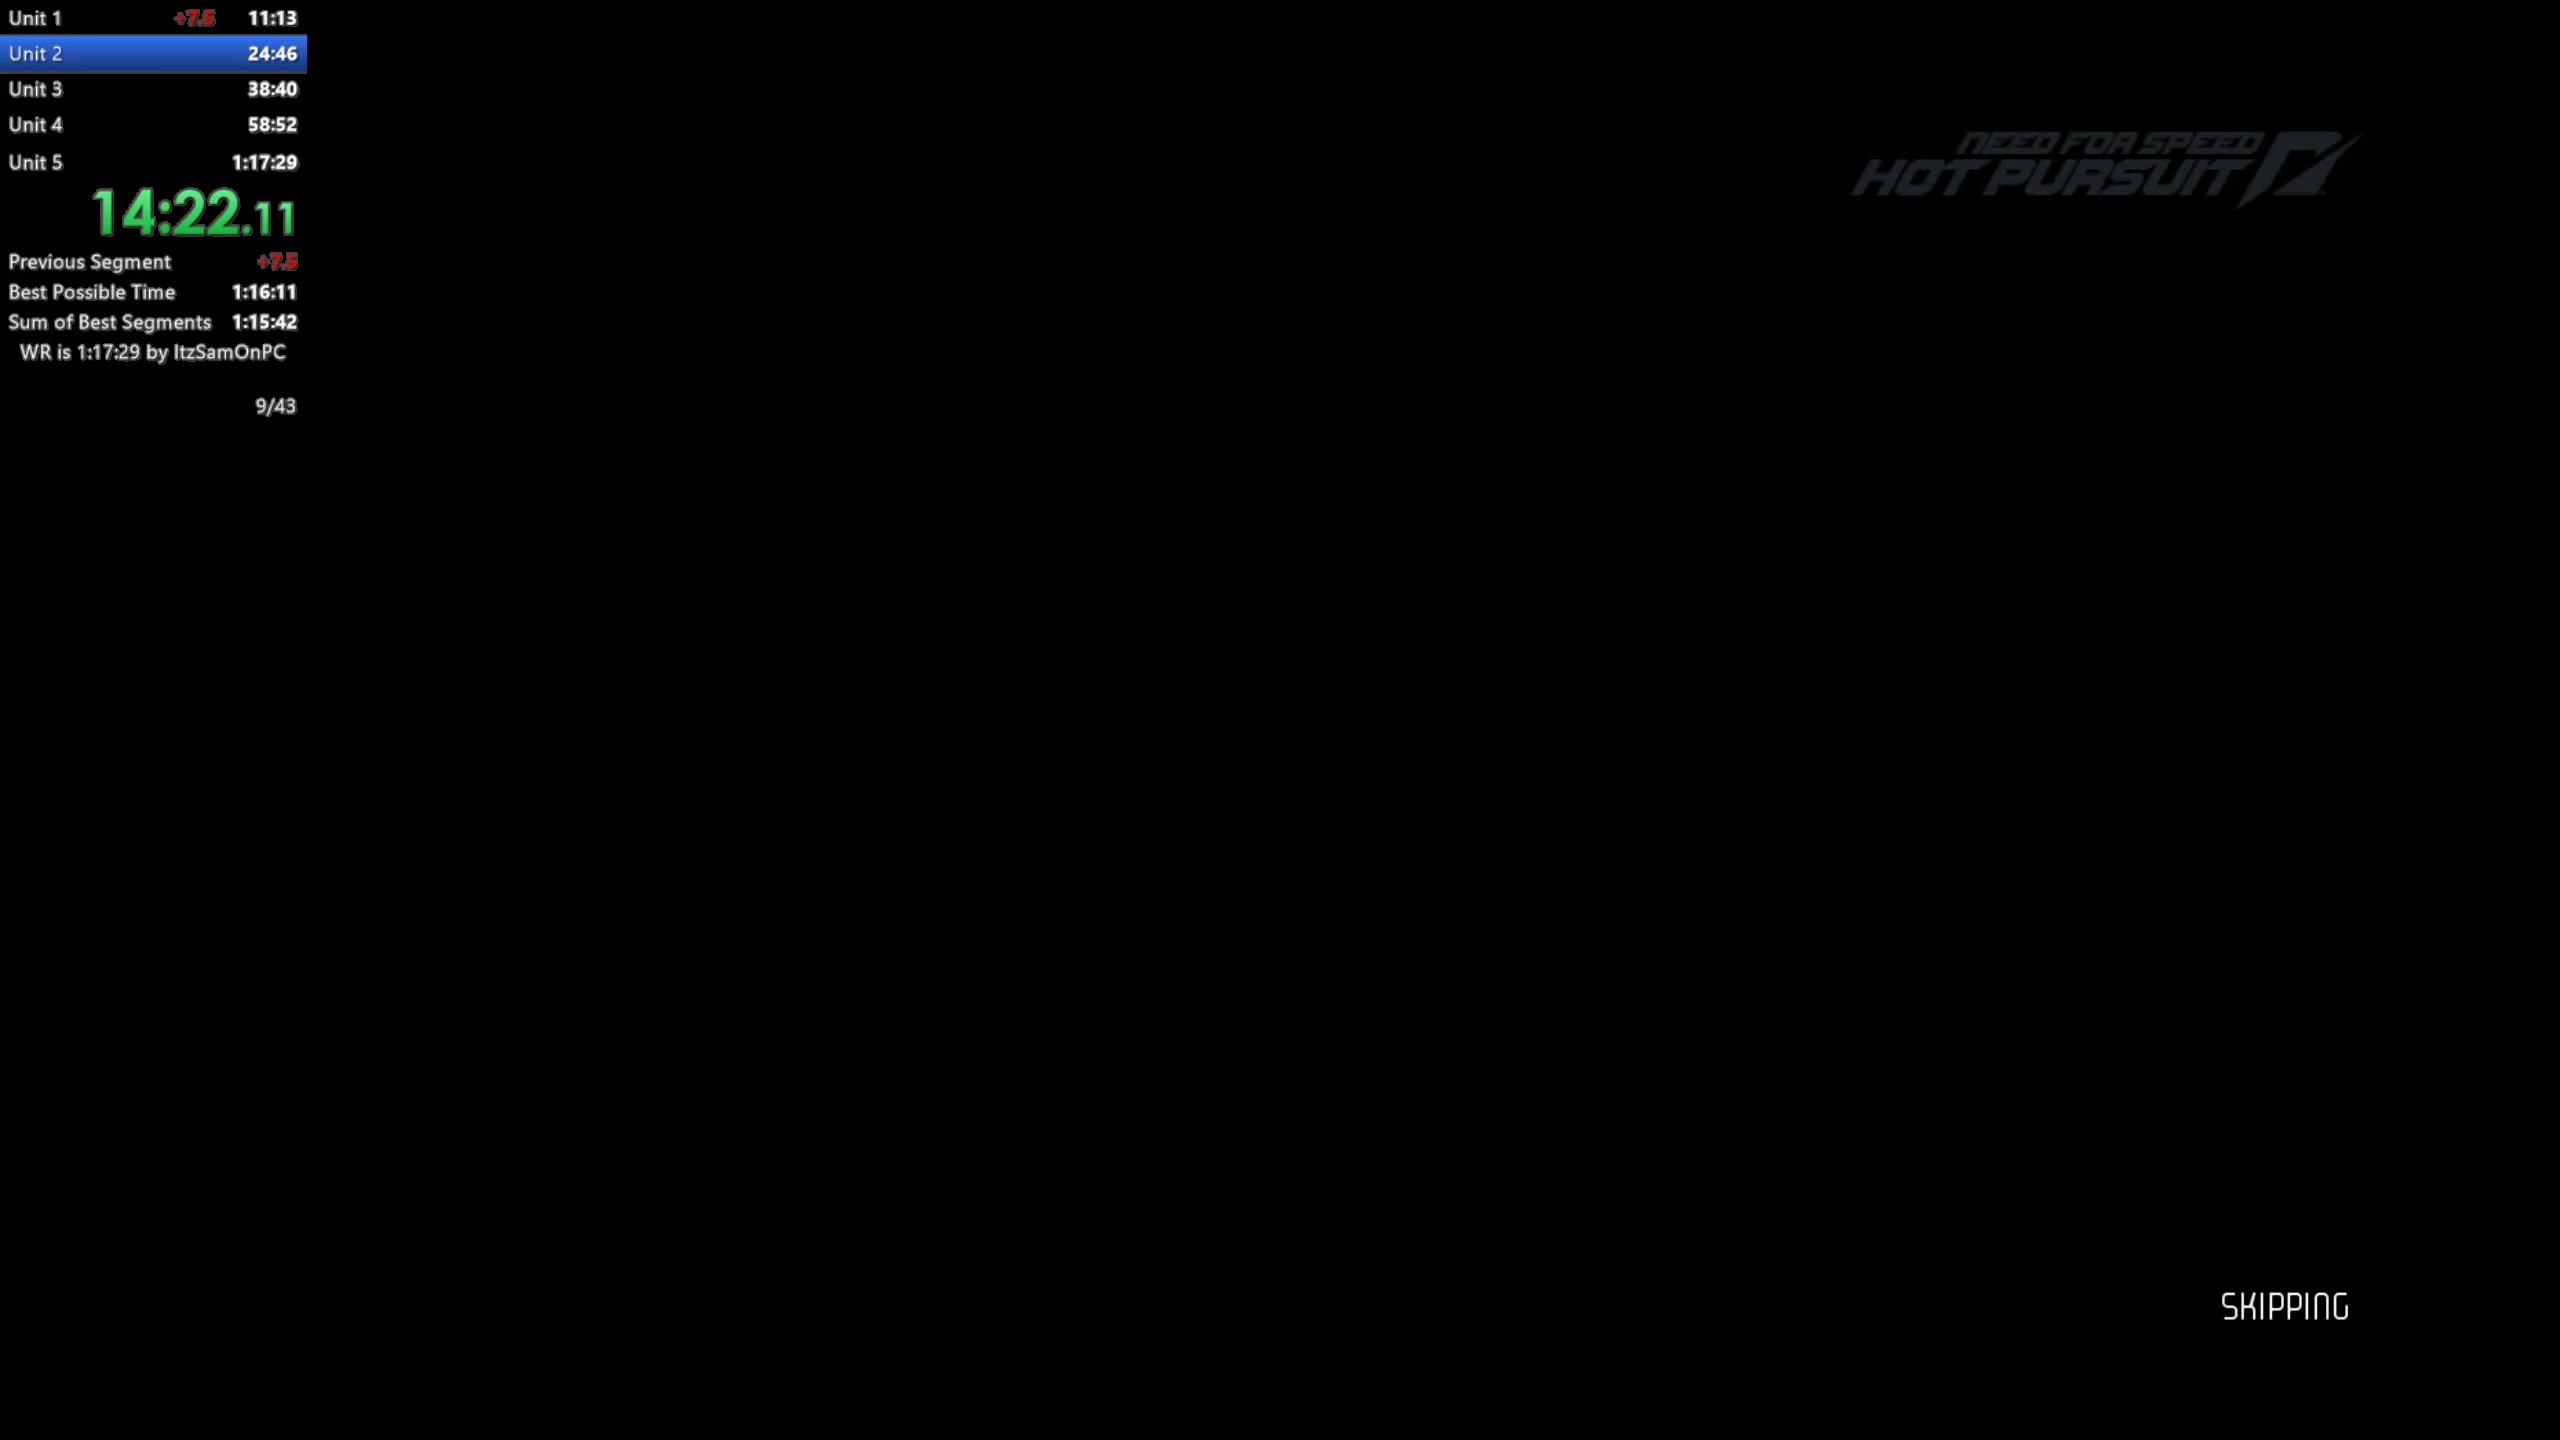 Unit 1 +7.5 11:13
Unit 2 24:46
Unit 3 38:40
Unit 4 58:52
Unit 5 1:17:29
14:22.11
Previous Segment +7.5
Best Possible Time 1:16:11
Sum of Best Segments 1:15:42
WR is 1:17:29 by ItzSamOnPC
9/43
NEED FOR SPEED
HOT PURSUIT
SKIPPING